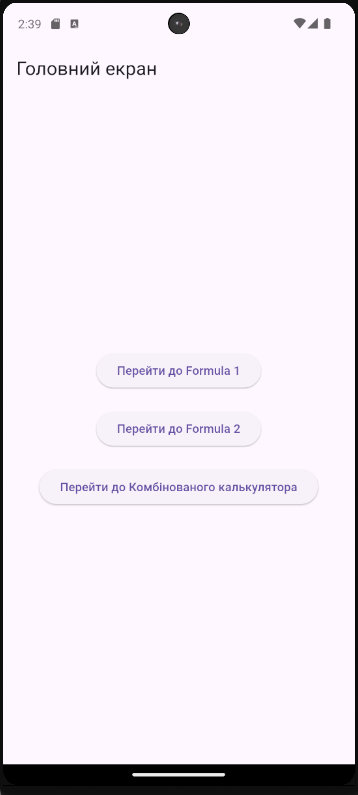 2:39
Головний екран
Перейти до Formula 1
Перейти до Formula 2
Перейти до Комбінованого калькулятора